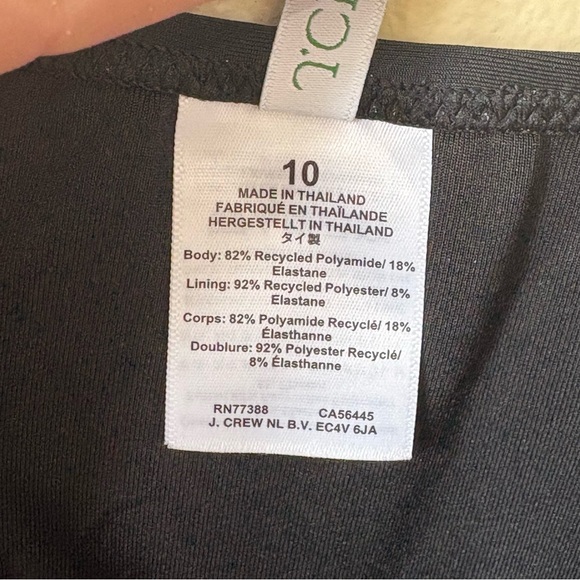 10
MADE IN THAILAND
FABRIQUÉ EN THAÏLANDE
HERGESTELLT IN THAILAND
タイ製
Body: 82% Recycled Polyamide/ 18%
Elastane
Lining: 92% Recycled Polyester/ 8%
Elastane
Corps: 82% Polyamide Recyclé/ 18%
Élasthanne
Doublure: 92% Polyester Recyclé/
8% Élasthanne
RN77388 CA56445
J. CREW NL B.V. EC4V 6JA